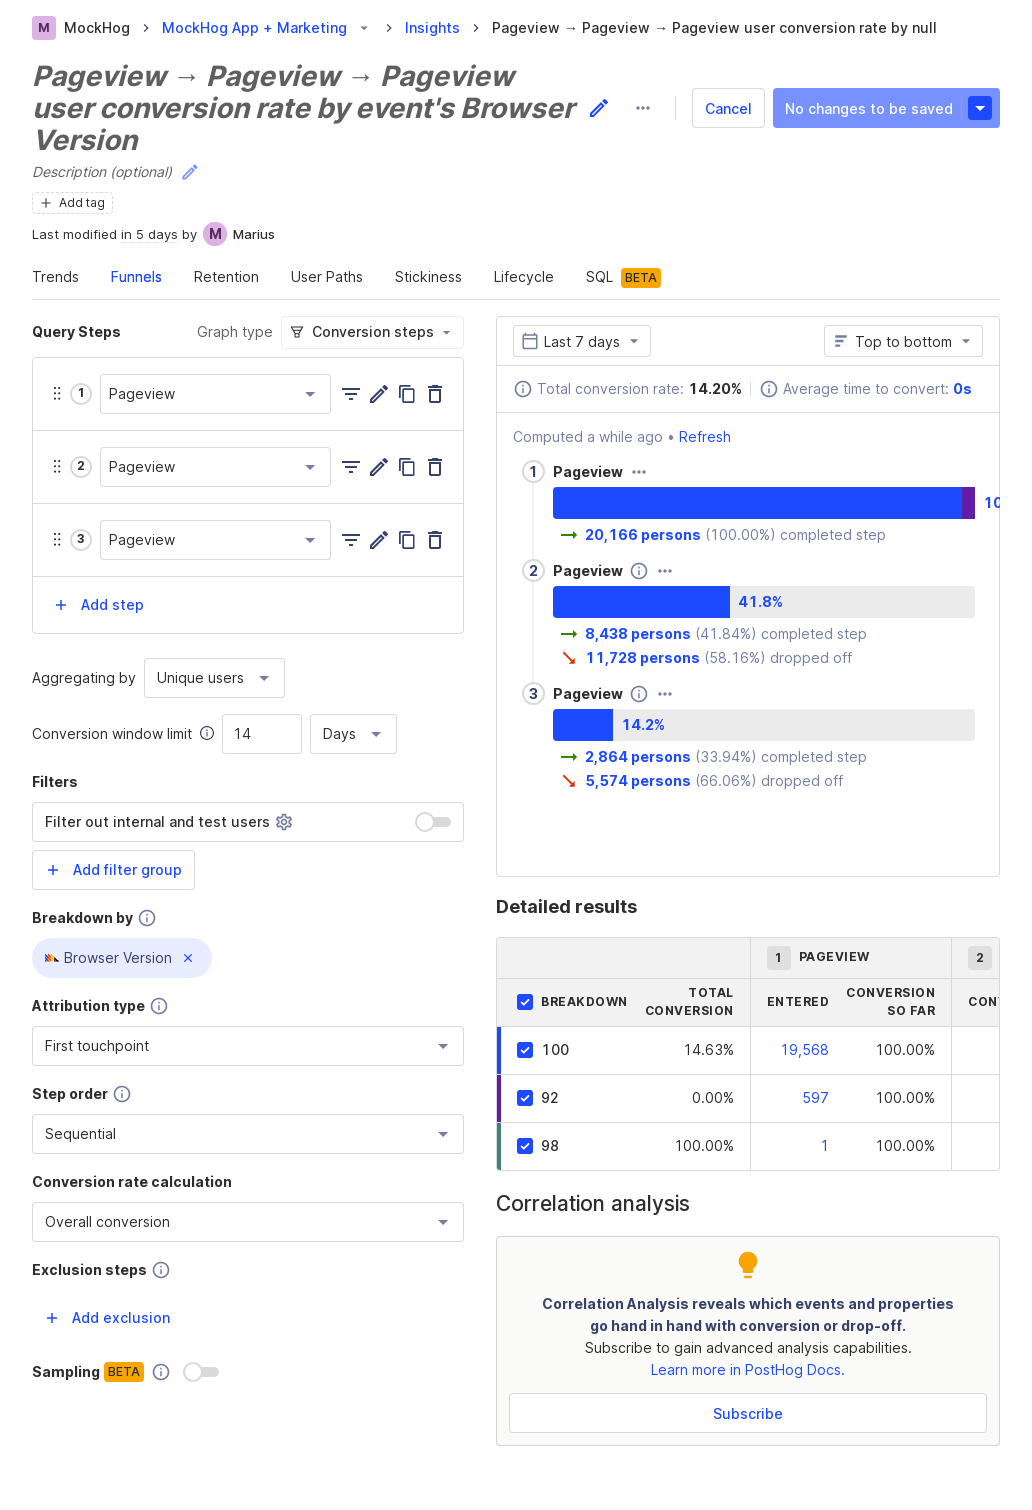 M MockHog MockHog App + Marketing Insights Pageview → Pageview → Pageview user conversion rate by null
Pageview → Pageview → Pageview
user conversion rate by event's Browser
Version
Cancel
No changes to be saved
Description (optional)
Add tag
Last modified in 5 days by M Marius
Trends Funnels Retention User Paths Stickiness Lifecycle SQL BETA
Query Steps
Graph type Conversion steps
1 Pageview
2 Pageview
3 Pageview
Add step
Aggregating by Unique users
Conversion window limit 14 Days
Filters
Filter out internal and test users
Add filter group
Breakdown by
Browser Version
Attribution type
First touchpoint
Step order
Sequential
Conversion rate calculation
Overall conversion
Exclusion steps
Add exclusion
Sampling BETA
Last 7 days
Top to bottom
Total conversion rate: 14.20%
Average time to convert: 0s
Computed a while ago • Refresh
1 Pageview
20,166 persons (100.00%) completed step
2 Pageview
41.8%
8,438 persons (41.84%) completed step
11,728 persons (58.16%) dropped off
3 Pageview
14.2%
2,864 persons (33.94%) completed step
5,574 persons (66.06%) dropped off
Detailed results
1 PAGEVIEW 2
BREAKDOWN
TOTAL
CONVERSION
ENTERED
CONVERSION
SO FAR
100 14.63% 19,568 100.00%
92 0.00% 597 100.00%
98 100.00% 1 100.00%
Correlation analysis
Correlation Analysis reveals which events and properties
go hand in hand with conversion or drop-off.
Subscribe to gain advanced analysis capabilities.
Learn more in PostHog Docs.
Subscribe